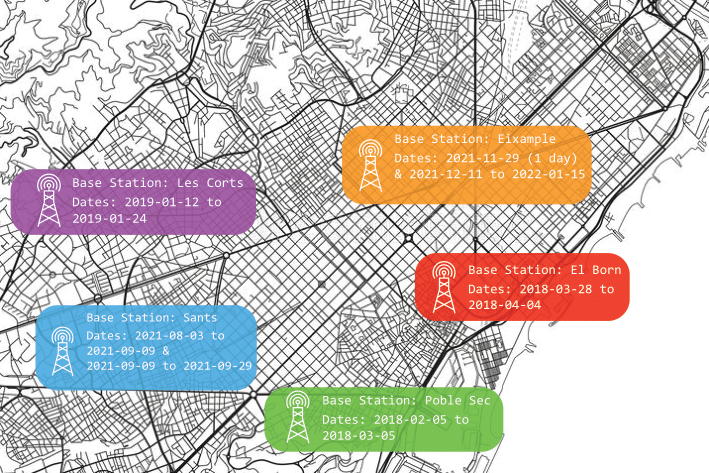 Base Station: Eixample
Dates: 2021-11-29 (1 day)
& 2021-12-11 to 2022-01-15
Base Station: Les Corts
Dates: 2019-01-12 to
2019-01-24
Base Station: El Born
Dates: 2018-03-28 to
2018-04-04
Base Station: Sants
Dates: 2021-08-03 to
2021-09-09 &
2021-09-09 to 2021-09-29
Base Station: Poble Sec
Dates: 2018-02-05 to
2018-03-05